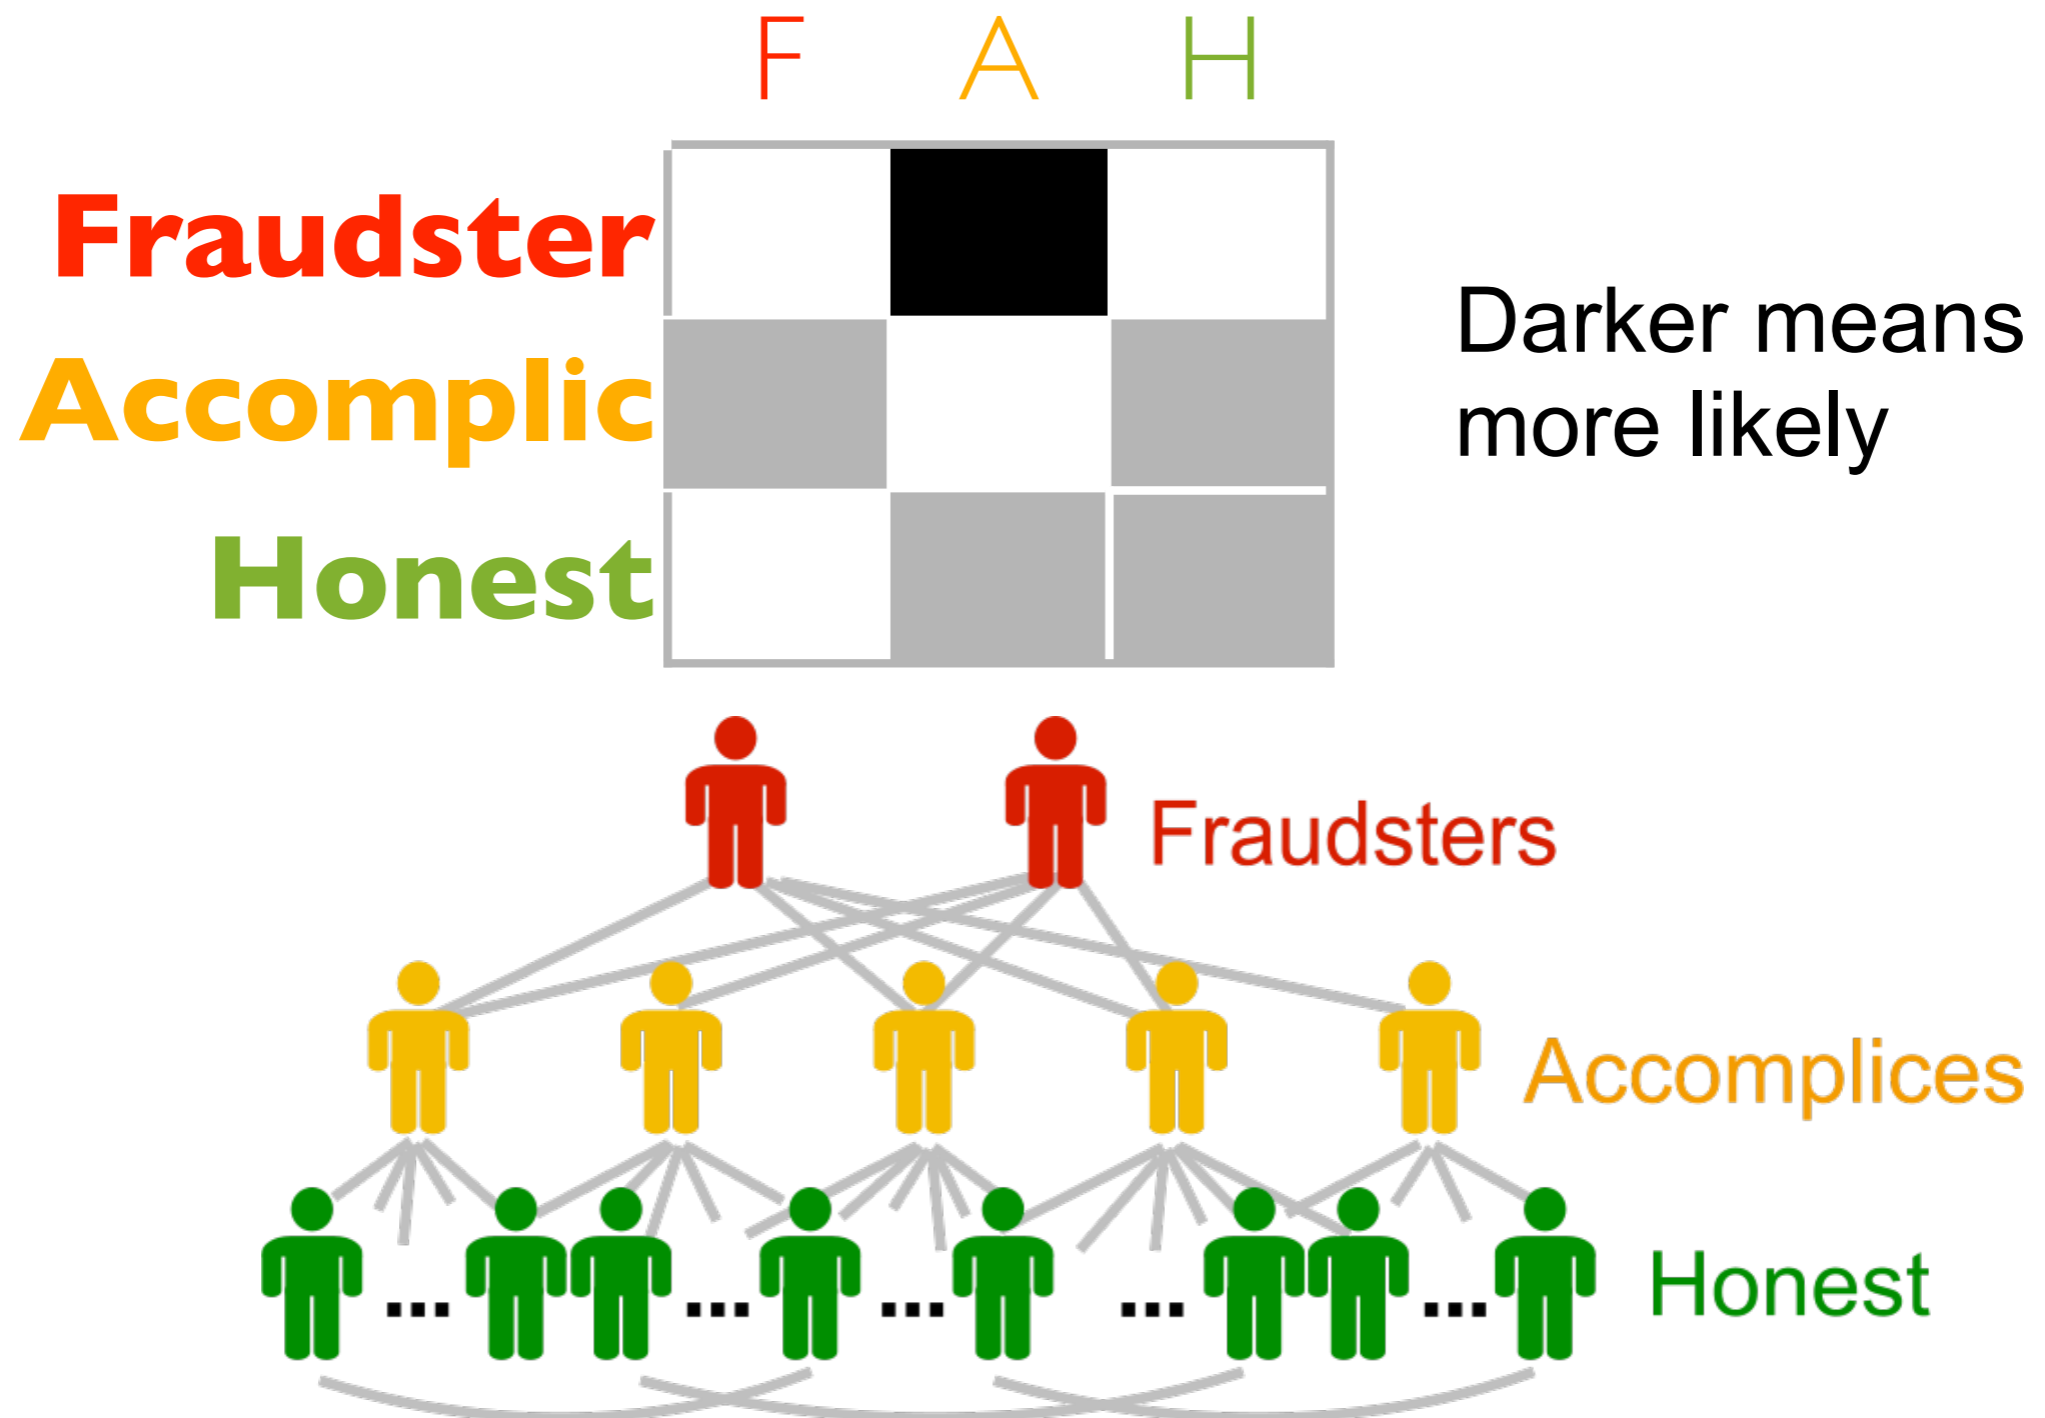 F A H
Fraudster
Accomplic
Honest
Darker means
more likely
Fraudsters
Accomplices
... ... ... ... ...
Honest